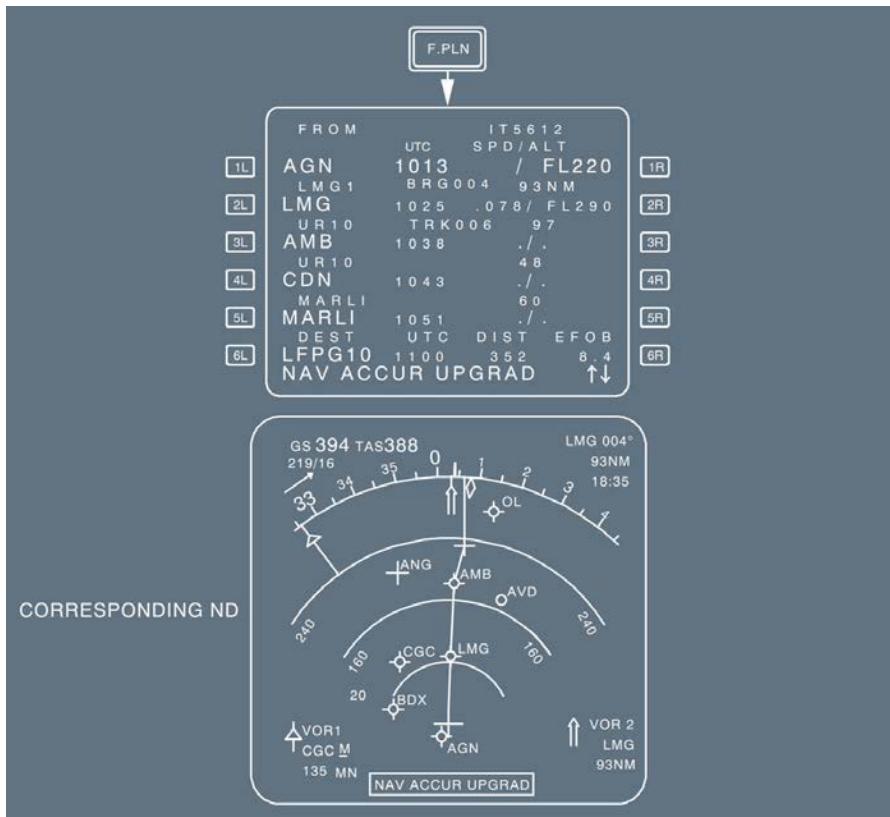 F.PLN
FROM IT5612
UTC SPD/ALT
1L AGN 1013 / FL220 1R
LMG1 BRG004 93NM
2L LMG 1025 .078/ FL290 2R
UR10 TRK006 97
3L AMB 1038 ./. 3R
UR10 48
4L CDN 1043 ./. 4R
MARLI 60
5L MARLI 1051 ./. 5R
DEST UTC DIST EFOB
6L LFPG10 1100 352 8.4 6R
NAV ACCUR UPGRAD ↑↓
CORRESPONDING ND
GS 394 TAS388
219/16
LMG 004°
93NM
18:35
33 34 35 0 1 2 3 4
OL
ANG
AMB
AVD
240 240
CGC
LMG
160 160
20
BDX
AGN
VOR1
CGC M
135 MN
VOR 2
LMG
93NM
NAV ACCUR UPGRAD